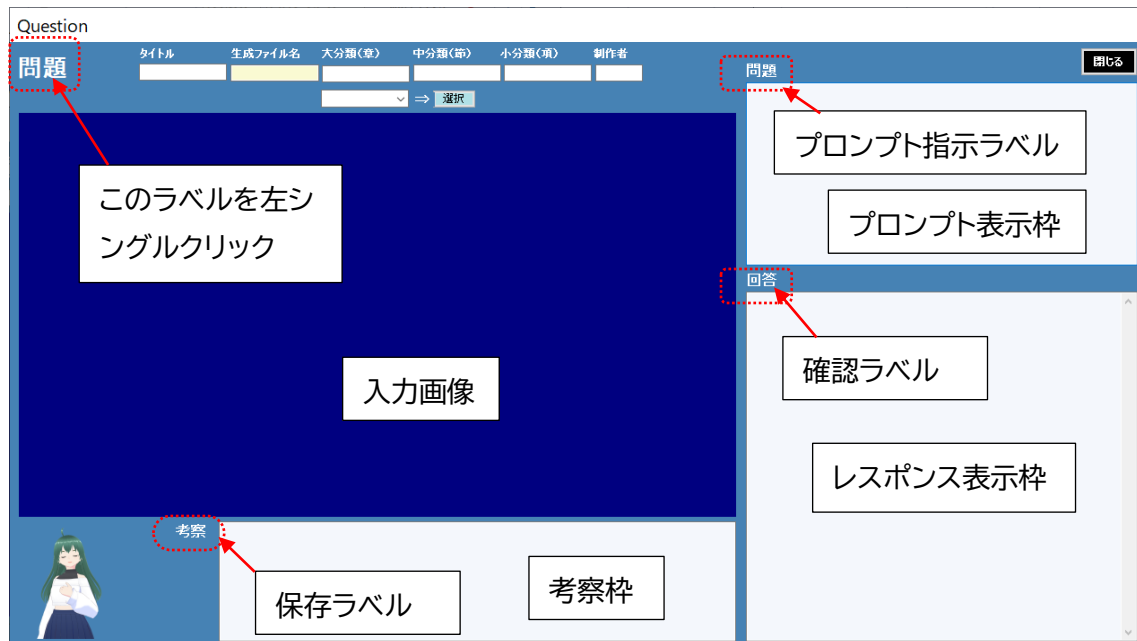 Question
問題
タイトル
生成ファイル名
大分類(章)
中分類(節)
小分類(項)
制作者
⇒ 選択
閉じる
問題
プロンプト指示ラベル
プロンプト表示枠
このラベルを左シ
ングルクリック
回答
確認ラベル
入力画像
レスポンス表示枠
考察
保存ラベル
考察枠